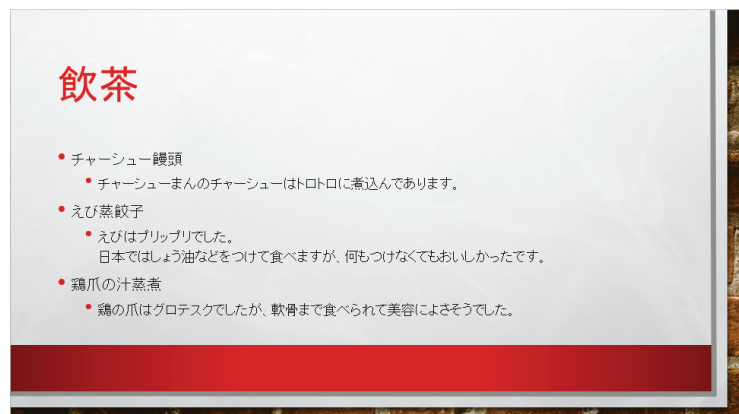 飲茶
• チャーシュー饅頭
• チャーシューまんのチャーシューはトロトロに煮込んであります。
• えび蒸餃子
• えびはプリップリでした。
日本ではしょう油などをつけて食べますが、何もつけなくてもおいしかったです。
• 鶏爪の汁蒸煮
• 鶏の爪はグロテスクでしたが、軟骨まで食べられて美容によさそうでした。